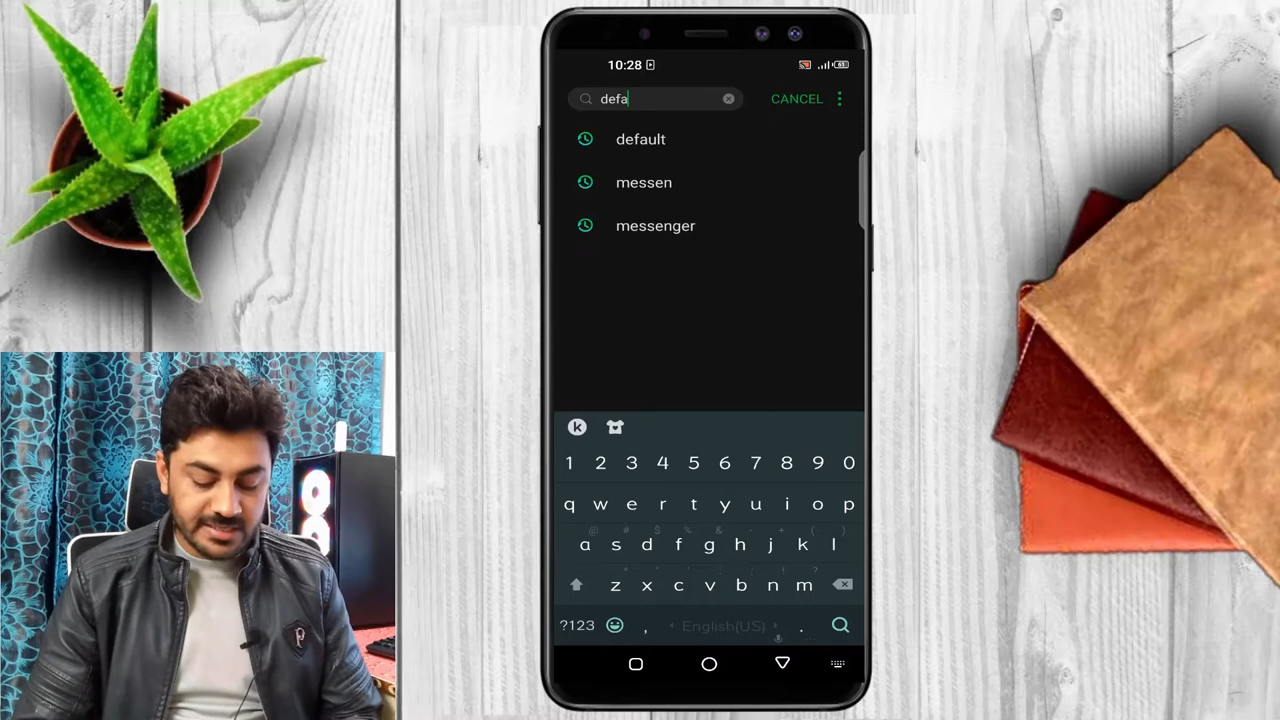 10:28
defa
CANCEL
default
messen
messenger
k
1 2 3 4 5 6 7 8 9 0
q w e r t y u i o p
@ # $ % & - + ( )
a s d f g h j k l
z x c v b n m
?123 , English(US) .
P